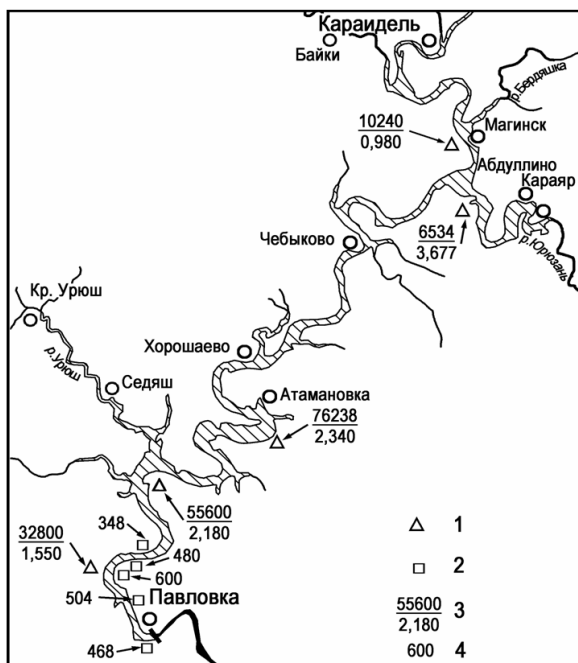 Караидель
Байки
р.Бердяшка
10240
0,980
Магинск
Абдуллино
Караяр
6534
3,677
Чебыково
р.Юрюзань
Кр. Урюш
р.Урюш
Хорошаево
Седяш
Атамановка
76238
2,340
55600
2,180
348
32800
1,550
480
600
504
Павловка
468
1
2
55600
2,180
3
600
4